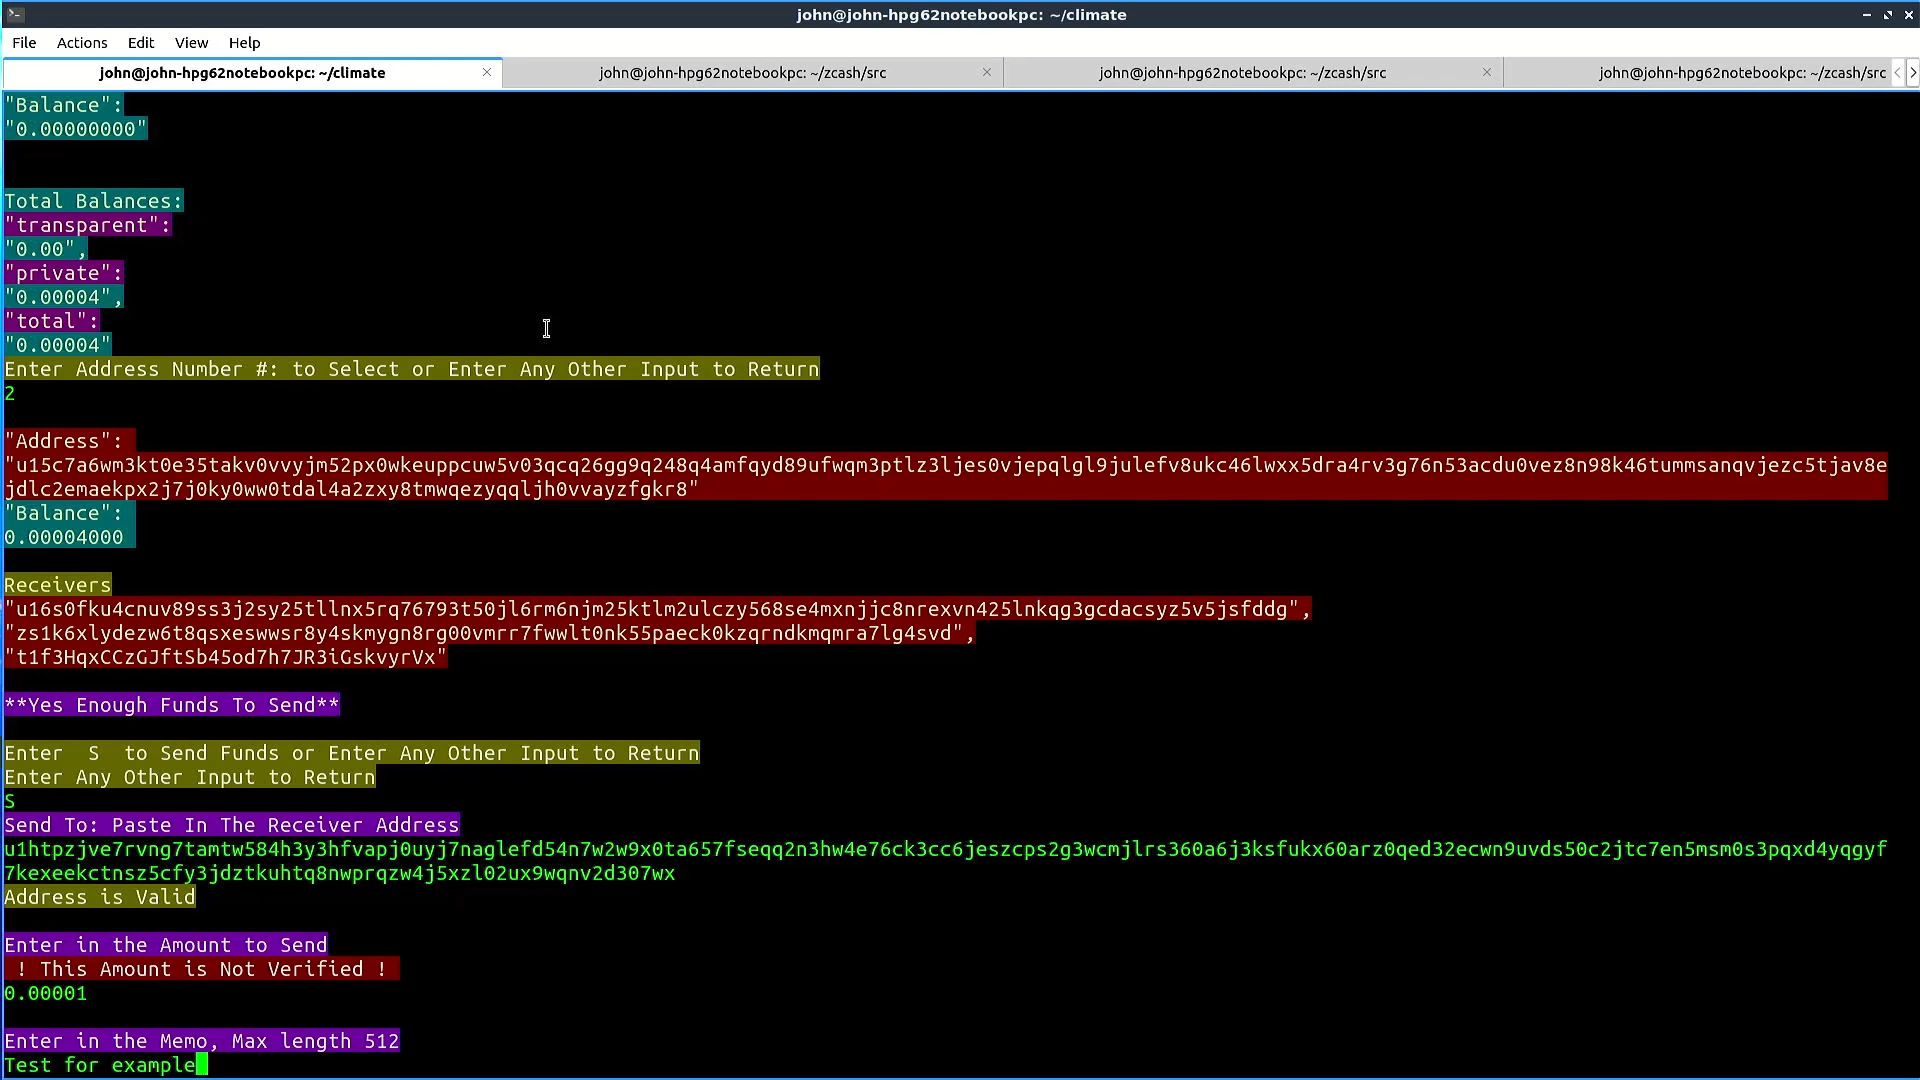 john@john-hpg62notebookpc: ~/climate
File Actions Edit View Help
john@john-hpg62notebookpc: ~/climate john@john-hpg62notebookpc: ~/zcash/src john@john-hpg62notebookpc: ~/zcash/src john@john-hpg62notebookpc: ~/zcash/src
"Balance":
"0.00000000"
Total Balances:
"transparent":
"0.00",
"private":
"0.00004",
"total":
"0.00004"
Enter Address Number #: to Select or Enter Any Other Input to Return
2
"Address":
"u15c7a6wm3kt0e35takv0vvyjm52px0wkeuppcuw5v03qcq26gg9q248q4amfqyd89ufwqm3ptlz3ljes0vjepqlgl9julefv8ukc46lwxx5dra4rv3g76n53acdu0vez8n98k46tummsanqvjezc5tjav8e
jdlc2emaekpx2j7j0ky0ww0tdal4a2zxy8tmwqezyqqljh0vvayzfgkr8"
"Balance":
0.00004000
Receivers
"u16s0fku4cnuv89ss3j2sy25tllnx5rq76793t50jl6rm6njm25ktlm2ulczy568se4mxnjjc8nrexvn425lnkqg3gcdacsyz5v5jsfddg",
"zs1k6xlydezw6t8qsxeswwsr8y4skmygn8rg00vmrr7fwwlt0nk55paeck0kzqrndkmqmra7lg4svd",
"t1f3HqxCCzGJftSb45od7h7JR3iGskvyrVx"
**Yes Enough Funds To Send**
Enter  S  to Send Funds or Enter Any Other Input to Return
Enter Any Other Input to Return
S
Send To: Paste In The Receiver Address
u1htpzjve7rvng7tamtw584h3y3hfvapj0uyj7naglefd54n7w2w9x0ta657fseqq2n3hw4e76ck3cc6jeszcps2g3wcmjlrs360a6j3ksfukx60arz0qed32ecwn9uvds50c2jtc7en5msm0s3pqxd4yqgyf
7kexeekctnsz5cfy3jdztkuhtq8nwprqzw4j5xzl02ux9wqnv2d307wx
Address is Valid
Enter in the Amount to Send
! This Amount is Not Verified !
0.00001
Enter in the Memo, Max length 512
Test for example